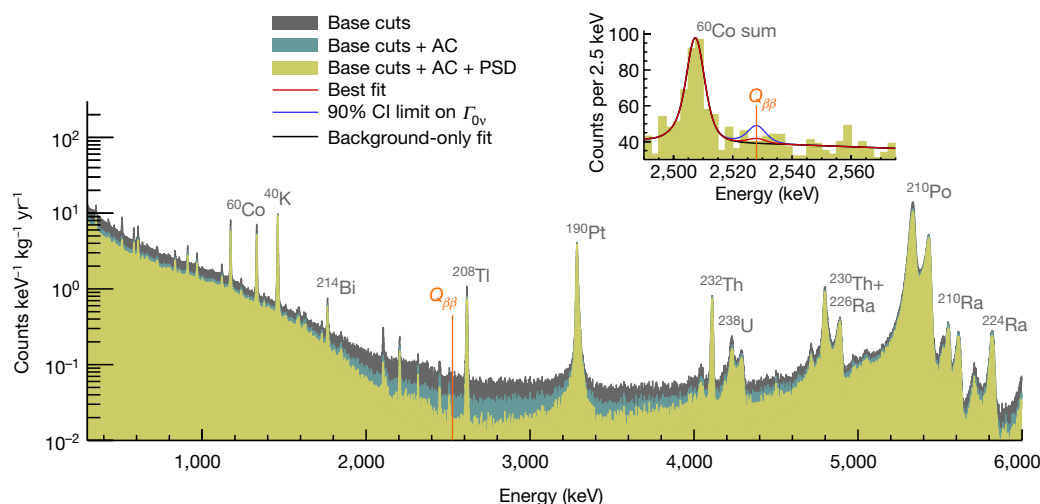 Base cuts
Base cuts + AC
Base cuts + AC + PSD
Best fit
90% CI limit on Γ0ν
Background-only fit
Counts per 2.5 keV
100
80
60
40
60Co sum
Qββ
2,500
2,520
2,540
2,560
Energy (keV)
Counts keV−1 kg−1 yr−1
10²
10¹
10⁰
10−1
10−2
60Co
40K
214Bi
Qββ
208Tl
190Pt
232Th
238U
230Th+
226Ra
210Po
210Ra
224Ra
1,000
2,000
3,000
4,000
5,000
6,000
Energy (keV)